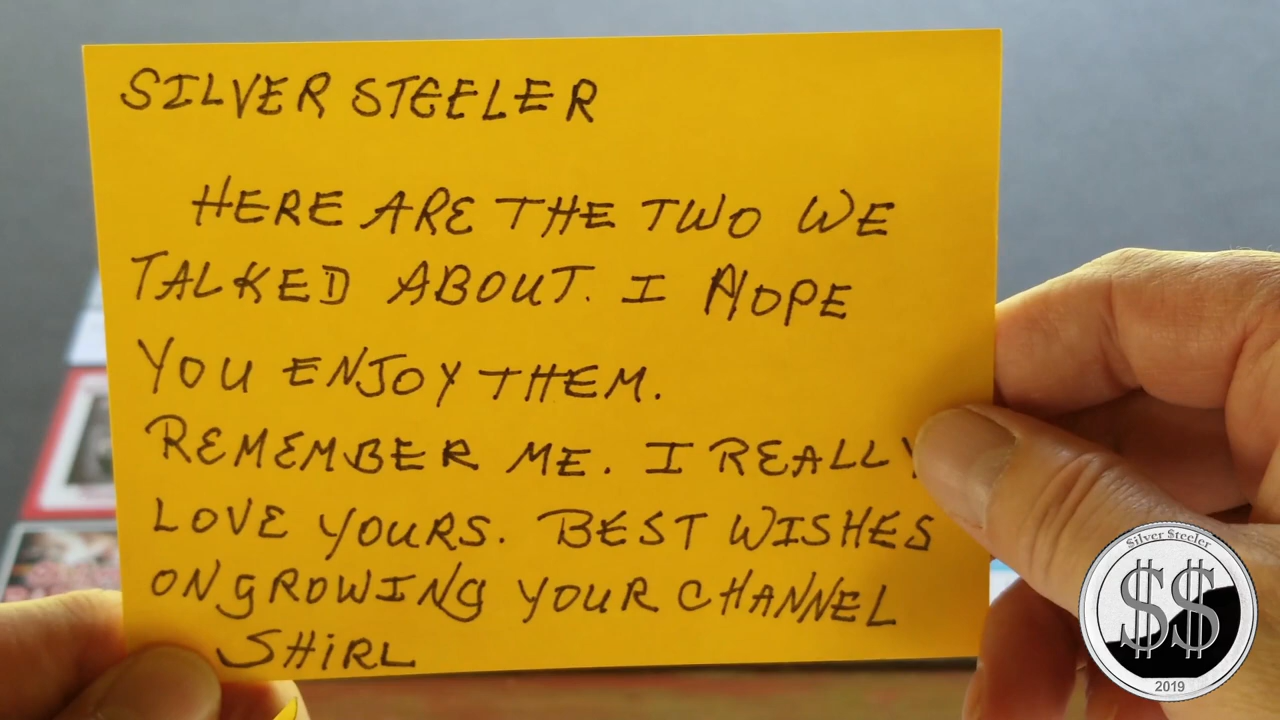 SILVER STEELER
HERE ARE THE TWO WE
TALKED ABOUT. I HOPE
YOU ENJOY THEM.
REMEMBER ME. I REALLY
LOVE YOURS. BEST WISHES
ON GROWING YOUR CHANNEL
SHIRL
Silver $teeler
$$
2019